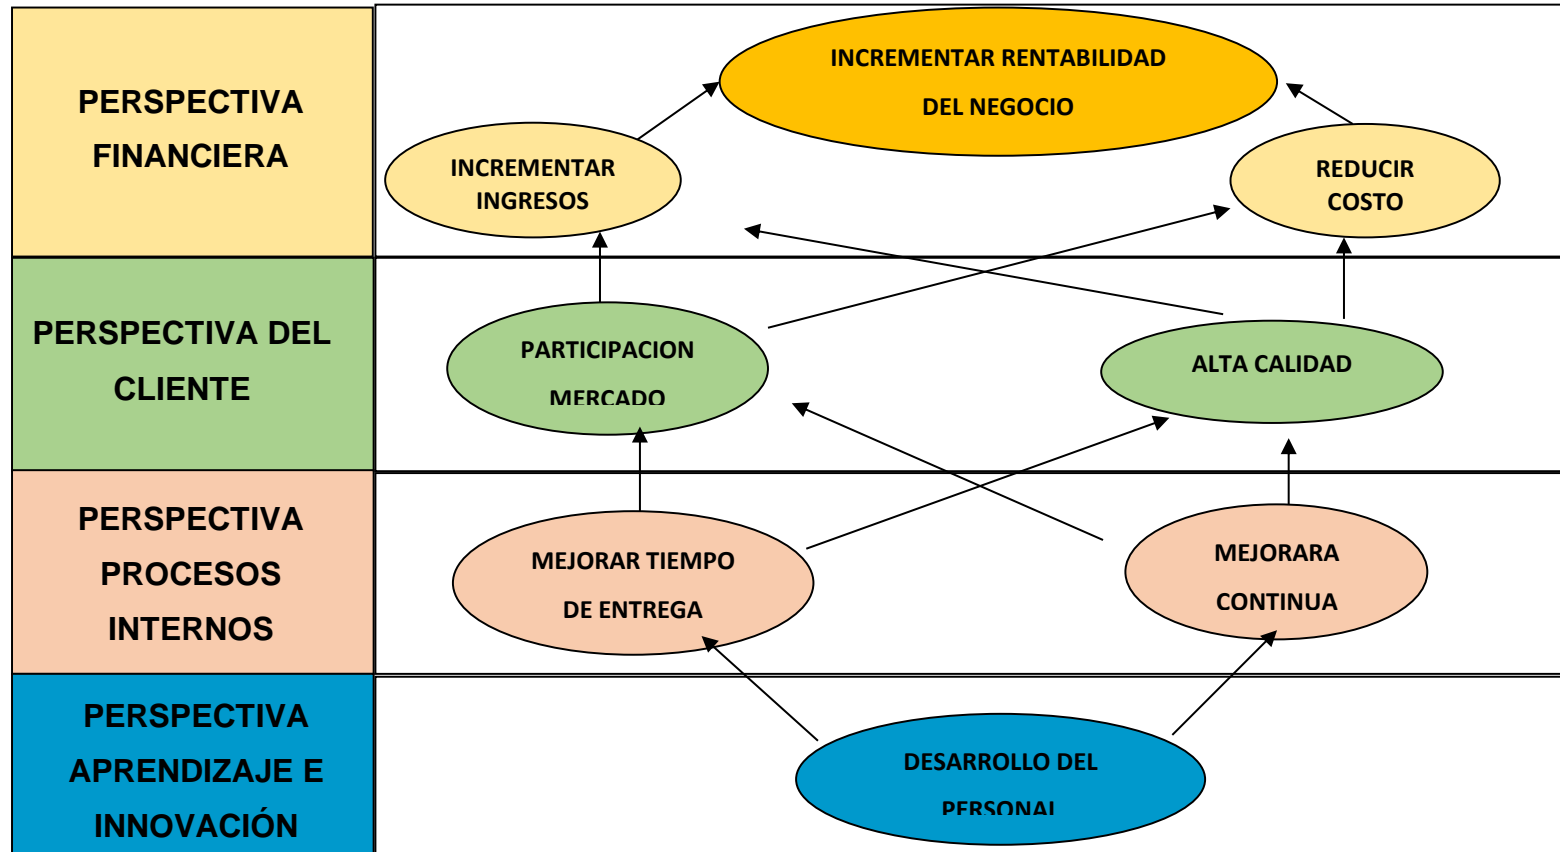 PERSPECTIVA
FINANCIERA
INCREMENTAR RENTABILIDAD
DEL NEGOCIO
INCREMENTAR
INGRESOS
REDUCIR
COSTO
PERSPECTIVA DEL
CLIENTE
PARTICIPACION
MERCADO
ALTA CALIDAD
PERSPECTIVA
PROCESOS
INTERNOS
MEJORAR TIEMPO
DE ENTREGA
MEJORARA
CONTINUA
PERSPECTIVA
APRENDIZAJE E
INNOVACIÓN
DESARROLLO DEL
PERSONAL